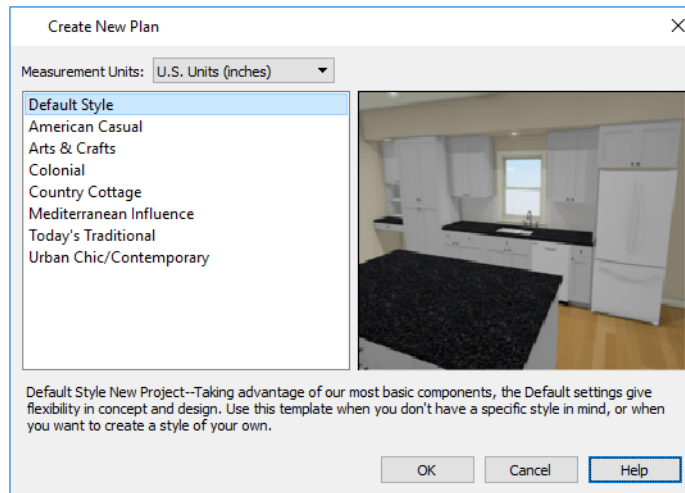 Create New Plan
Measurement Units: U.S. Units (inches)
Default Style
American Casual
Arts & Crafts
Colonial
Country Cottage
Mediterranean Influence
Today's Traditional
Urban Chic/Contemporary
Default Style New Project--Taking advantage of our most basic components, the Default settings give
flexibility in concept and design. Use this template when you don't have a specific style in mind, or when
you want to create a style of your own.
OK Cancel Help